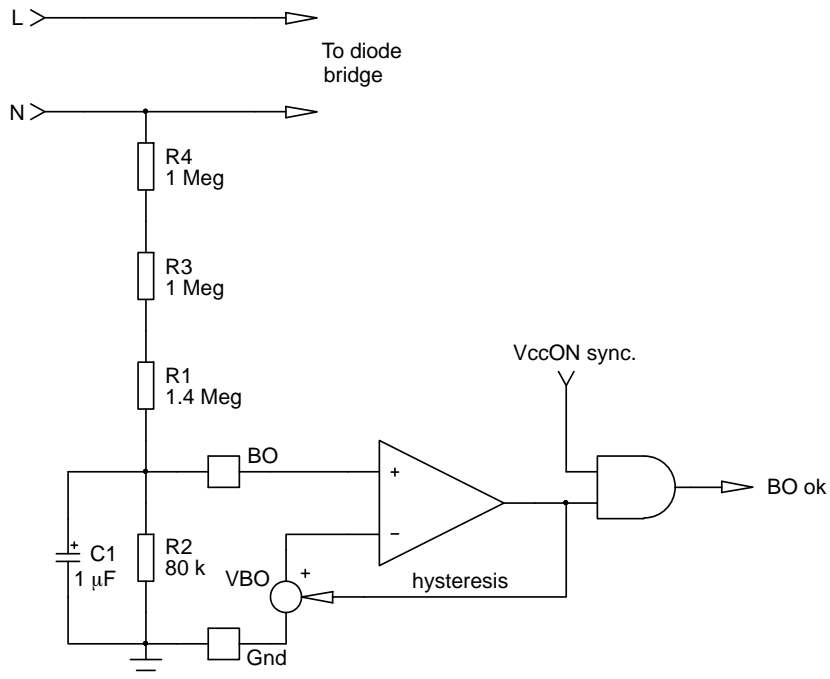 L
To diode
bridge
N
R4
1 Meg
R3
1 Meg
VccON sync.
R1
1.4 Meg
BO
+
BO ok
−
+
C1
1 μF
R2
80 k
VBO
+
hysteresis
Gnd